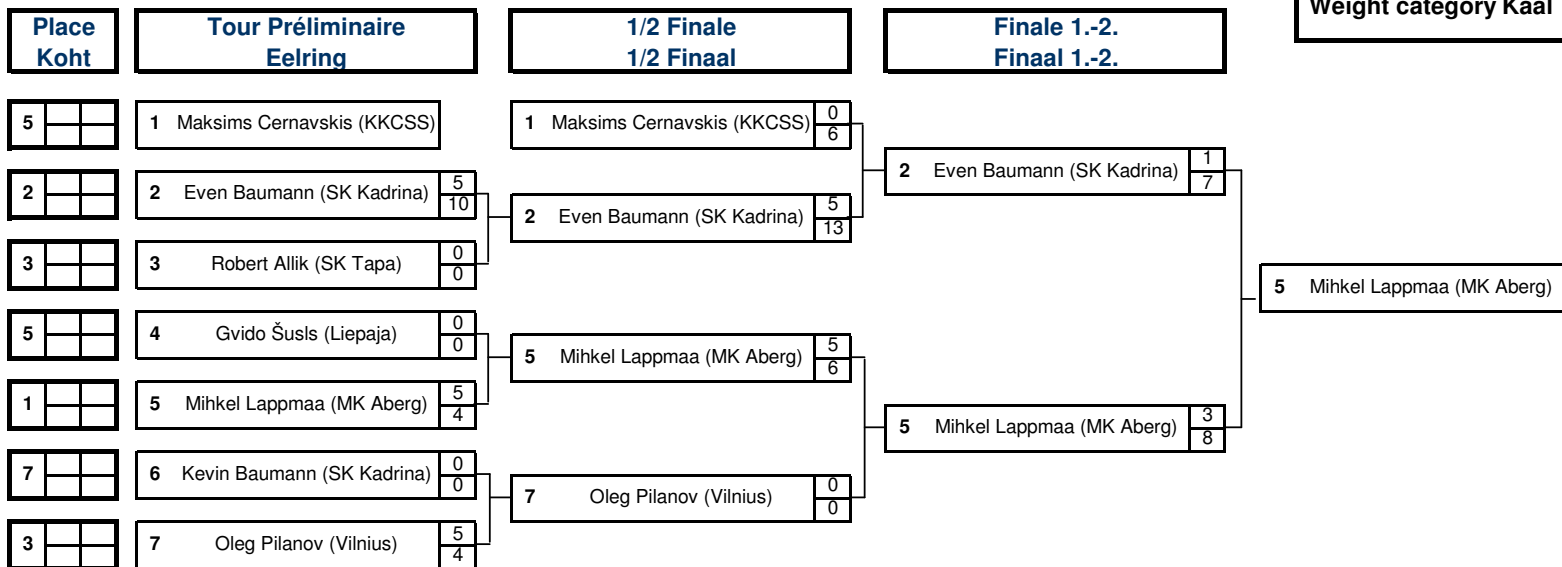 Weight category Kaal
Place Tour Préliminaire 1/2 Finale Finale 1.-2.
Koht Eelring 1/2 Finaal Finaal 1.-2.
5 1 Maksims Cernavskis (KKCSS) 1 Maksims Cernavskis (KKCSS) 0
6
2 Even Baumann (SK Kadrina) 1
7
2 2 Even Baumann (SK Kadrina) 5
10
2 Even Baumann (SK Kadrina) 5
13
3 3 Robert Allik (SK Tapa) 0
0
5 Mihkel Lappmaa (MK Aberg)
5 4 Gvido Šusls (Liepaja) 0
0
5 Mihkel Lappmaa (MK Aberg) 5
6
1 5 Mihkel Lappmaa (MK Aberg) 5
4
5 Mihkel Lappmaa (MK Aberg) 3
8
7 6 Kevin Baumann (SK Kadrina) 0
0
7 Oleg Pilanov (Vilnius) 0
0
3 7 Oleg Pilanov (Vilnius) 5
4